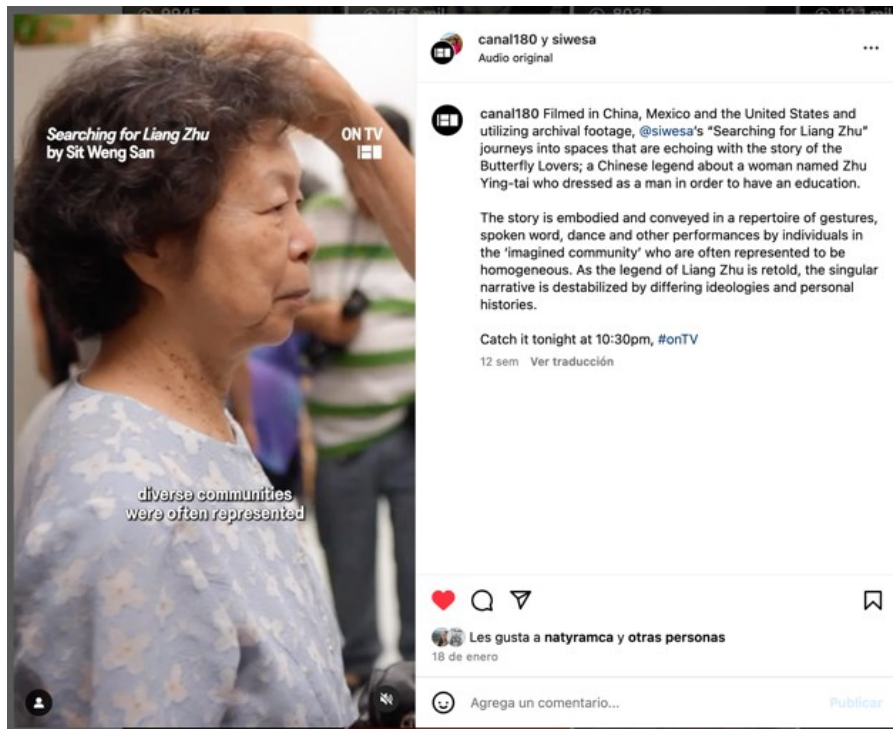 Searching for Liang Zhu
by Sit Weng San
ON TV
diverse communities
were often represented
canal180 y siwesa
Audio original
canal180 Filmed in China, Mexico and the United States and
utilizing archival footage, @siwesa's "Searching for Liang Zhu"
journeys into spaces that are echoing with the story of the
Butterfly Lovers; a Chinese legend about a woman named Zhu
Ying-tai who dressed as a man in order to have an education.
The story is embodied and conveyed in a repertoire of gestures,
spoken word, dance and other performances by individuals in
the 'imagined community' who are often represented to be
homogeneous. As the legend of Liang Zhu is retold, the singular
narrative is destabilized by differing ideologies and personal
histories.
Catch it tonight at 10:30pm, #onTV
12 sem Ver traducción
Les gusta a natyramca y otras personas
18 de enero
Agrega un comentario...
Publicar